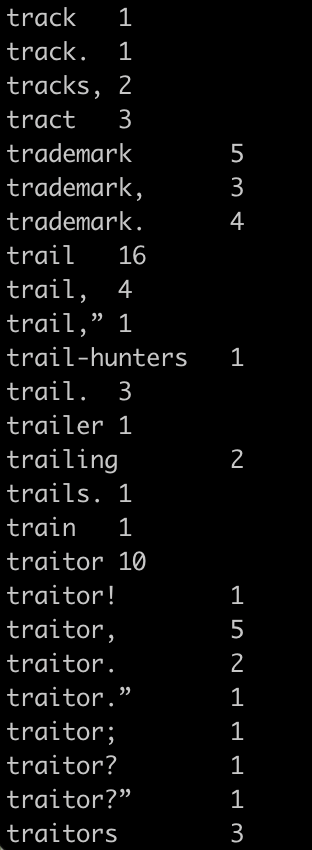 track 1
track. 1
tracks, 2
tract 3
trademark 5
trademark, 3
trademark. 4
trail 16
trail, 4
trail,” 1
trail-hunters 1
trail. 3
trailer 1
trailing 2
trails. 1
train 1
traitor 10
traitor! 1
traitor, 5
traitor. 2
traitor.” 1
traitor; 1
traitor? 1
traitor?” 1
traitors 3